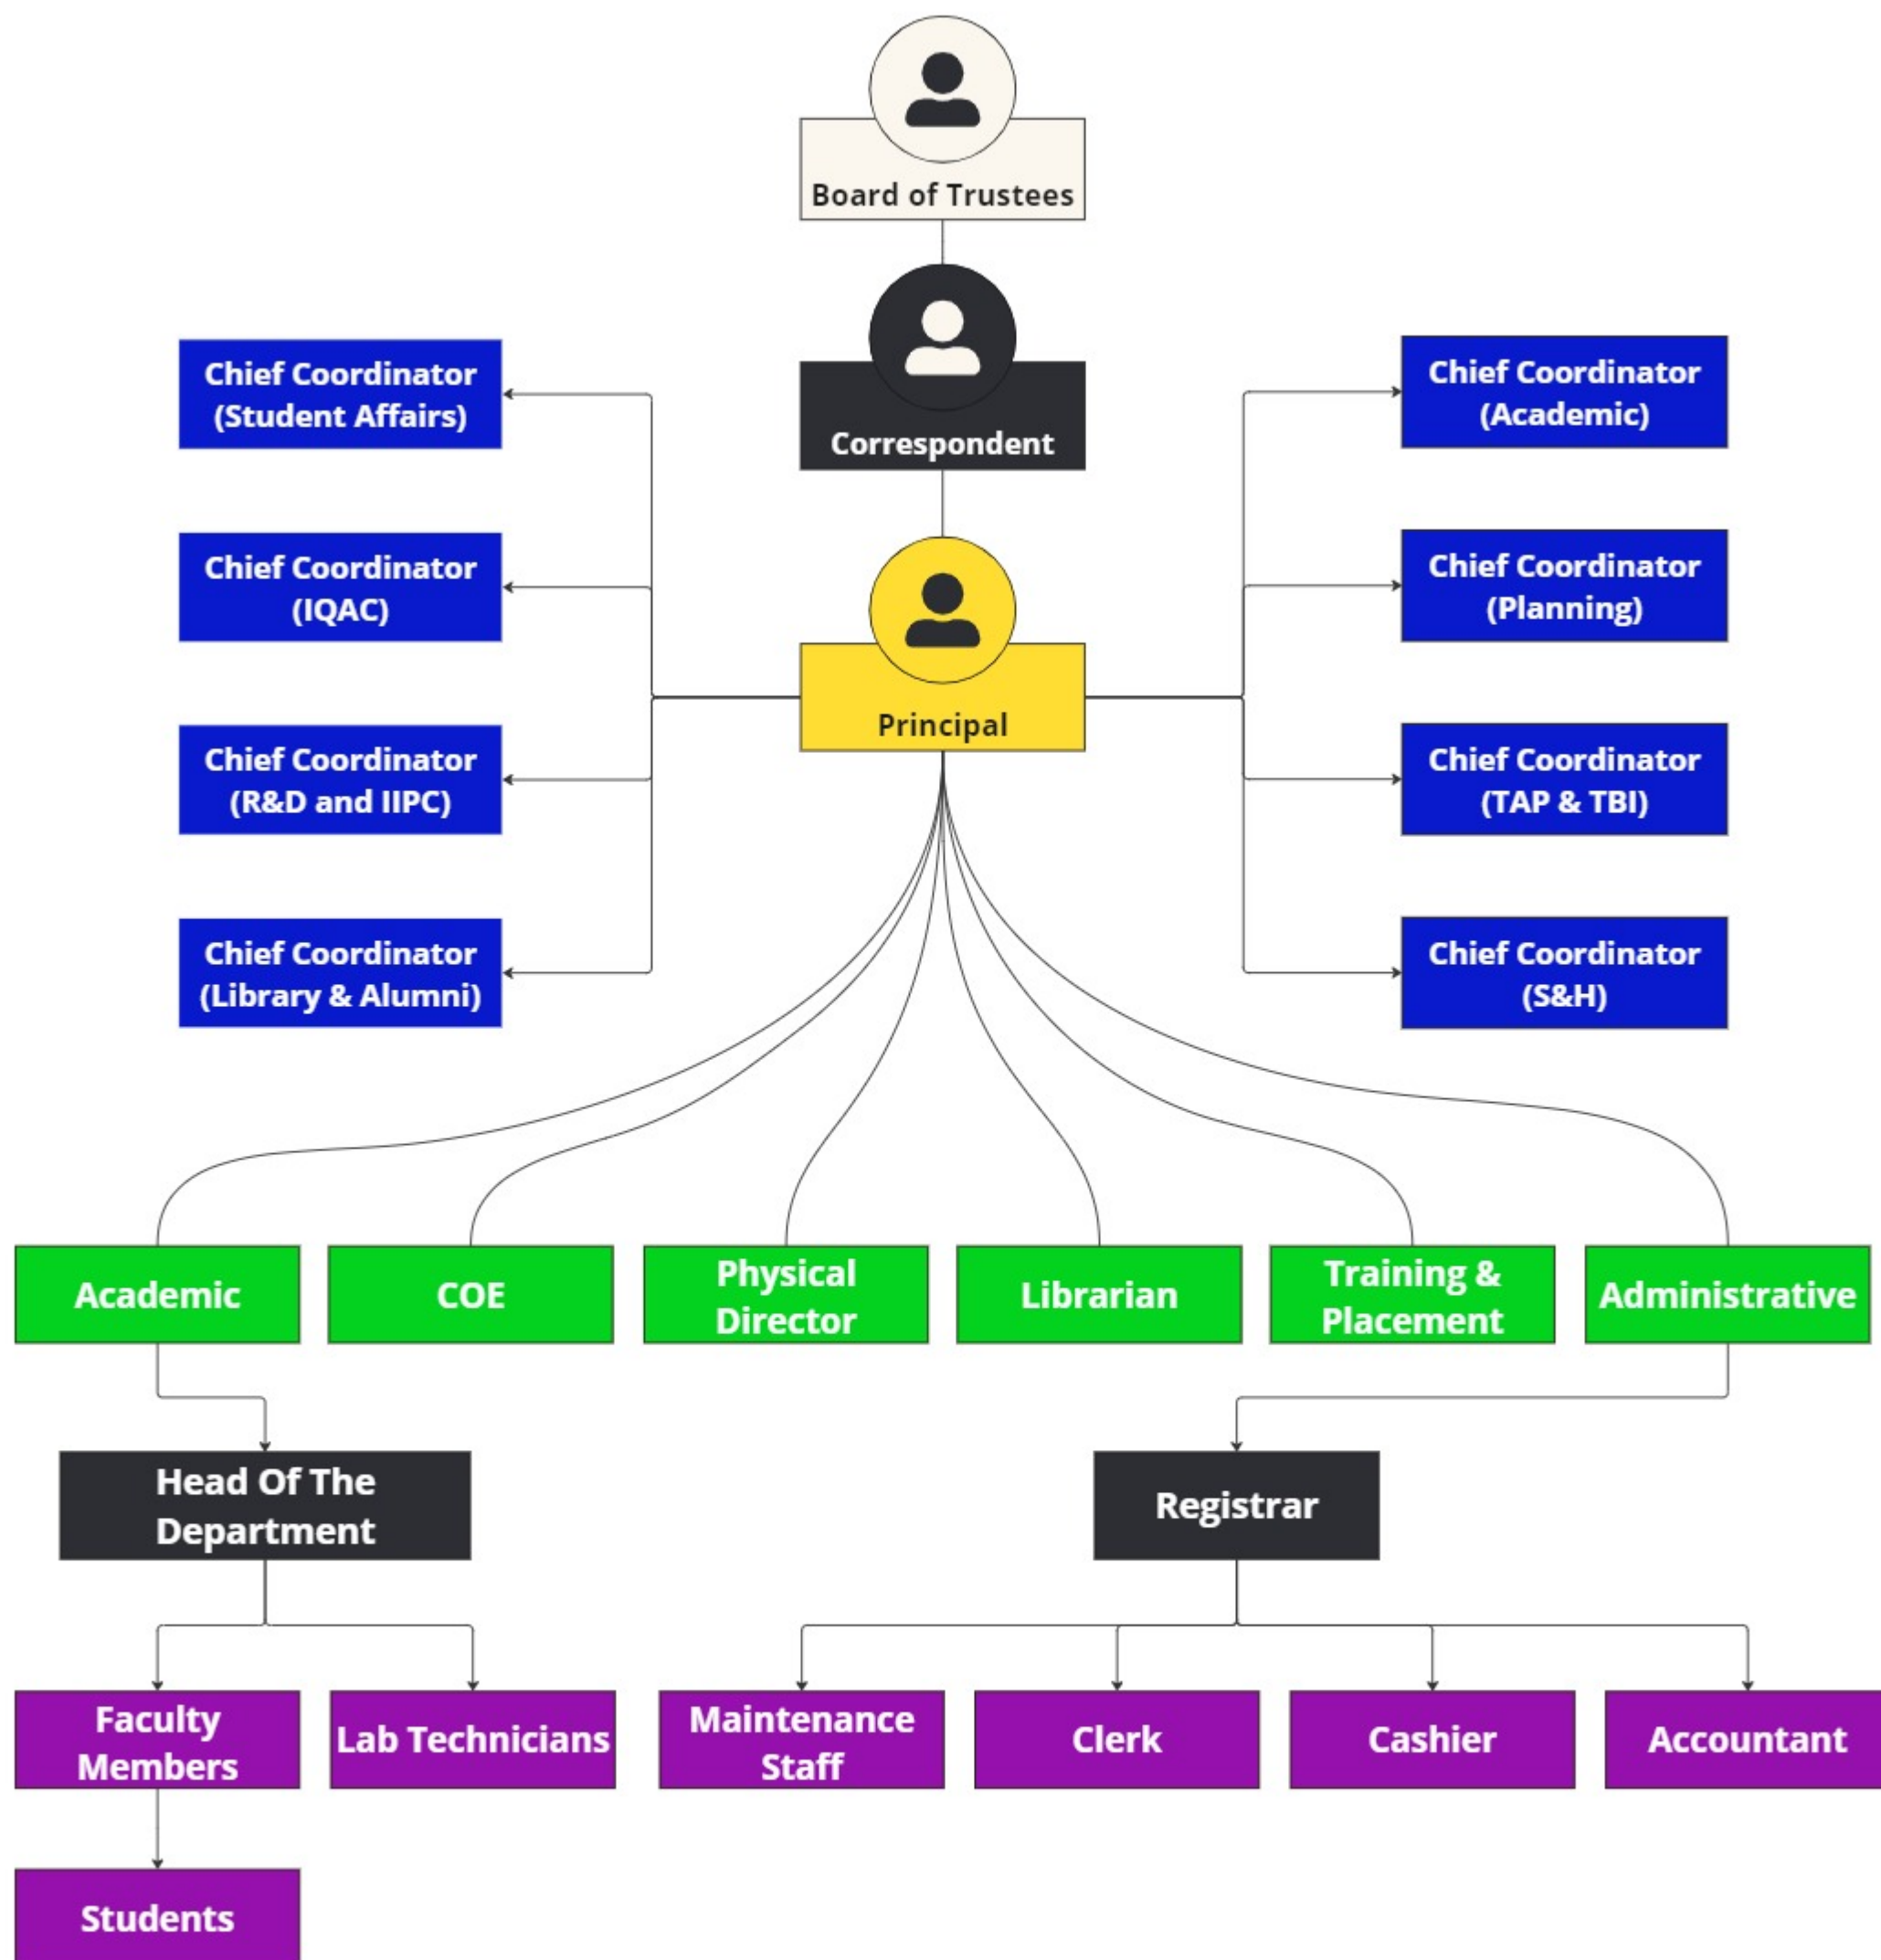 Board of Trustees
Correspondent
Principal
Chief Coordinator
(Student Affairs)
Chief Coordinator
(IQAC)
Chief Coordinator
(R&D and IIPC)
Chief Coordinator
(Library & Alumni)
Chief Coordinator
(Academic)
Chief Coordinator
(Planning)
Chief Coordinator
(TAP & TBI)
Chief Coordinator
(S&H)
Academic
COE
Physical
Director
Librarian
Training &
Placement
Administrative
Head Of The
Department
Registrar
Faculty
Members
Lab Technicians
Maintenance
Staff
Clerk
Cashier
Accountant
Students